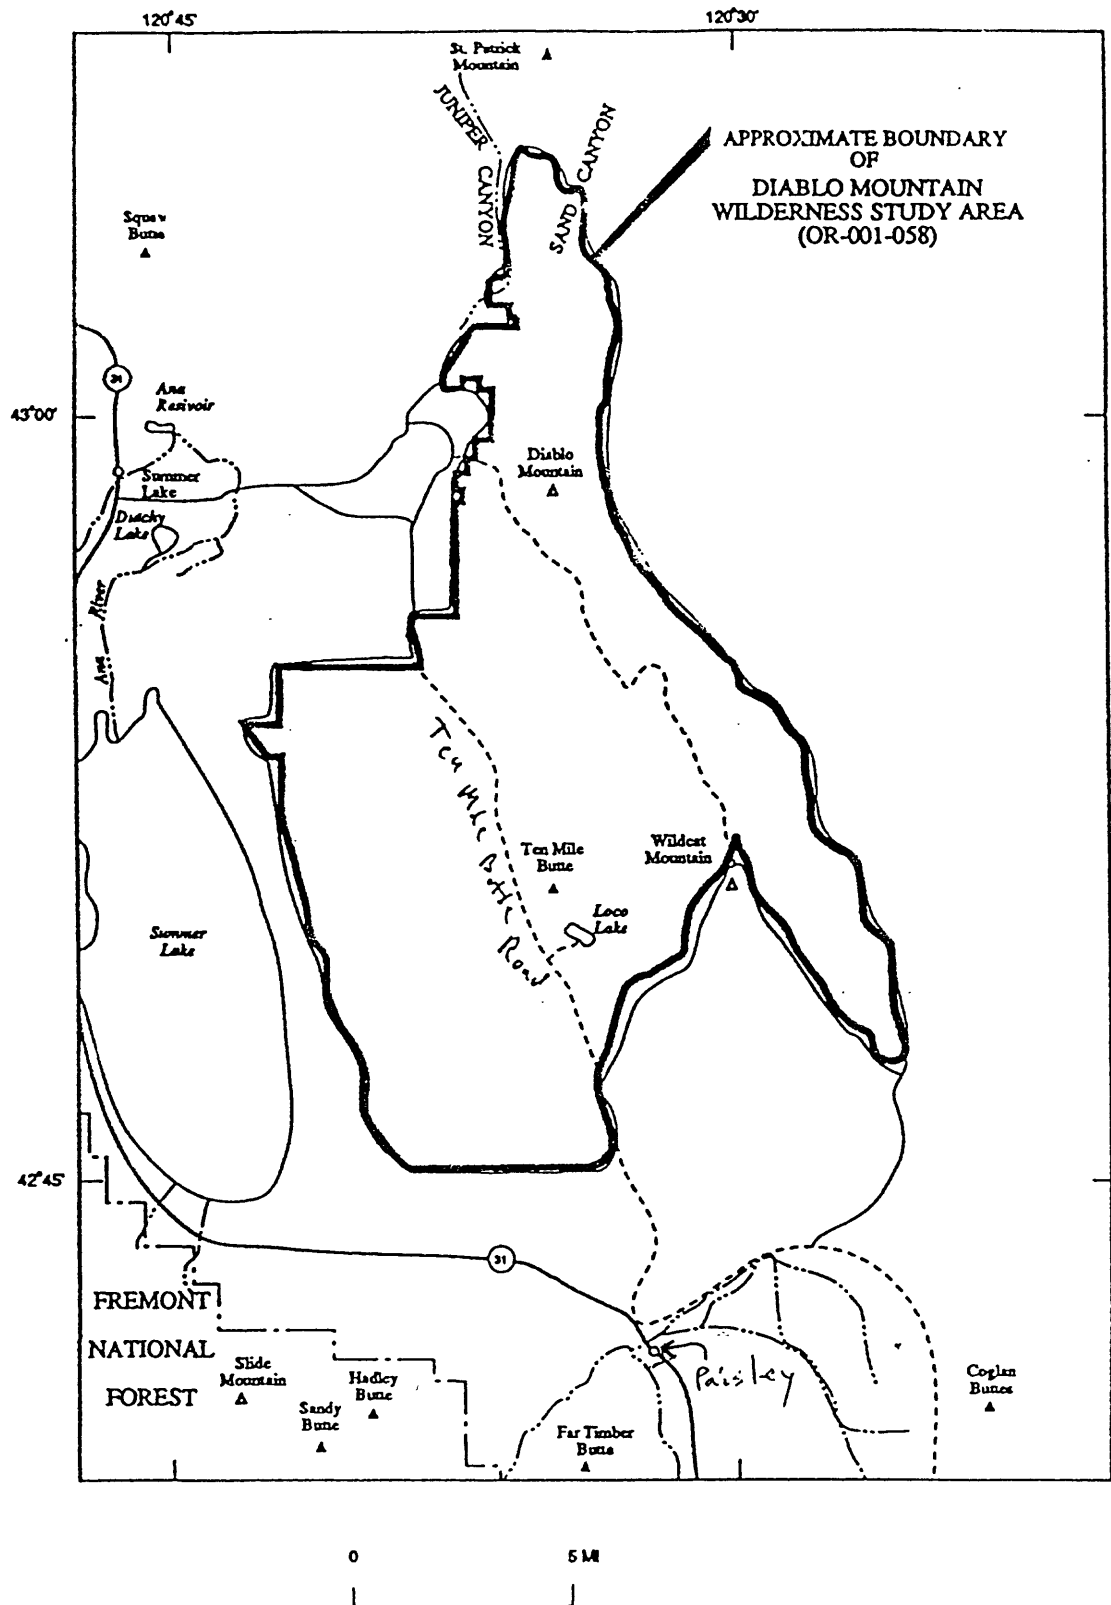 120°45'
120°30'
St. Patrick
Mountain
JUNIPER
CANYON
SAND CANYON
APPROXIMATE BOUNDARY
OF
DIABLO MOUNTAIN
WILDERNESS STUDY AREA
(OR-001-058)
Squaw
Butte
31
Ana
Resivoir
43°00'
Diablo
Mountain
Summer
Lake
Dutchy
Lake
Ana River
Ten Mile Butte Road
Ten Mile
Butte
Wildcat
Mountain
Loco
Lake
Summer
Lake
42°45'
31
FREMONT
NATIONAL
FOREST
Slide
Mountain
Hadley
Butte
Sandy
Butte
Paisley
Coglan
Buttes
Far Timber
Butte
0 5 MI